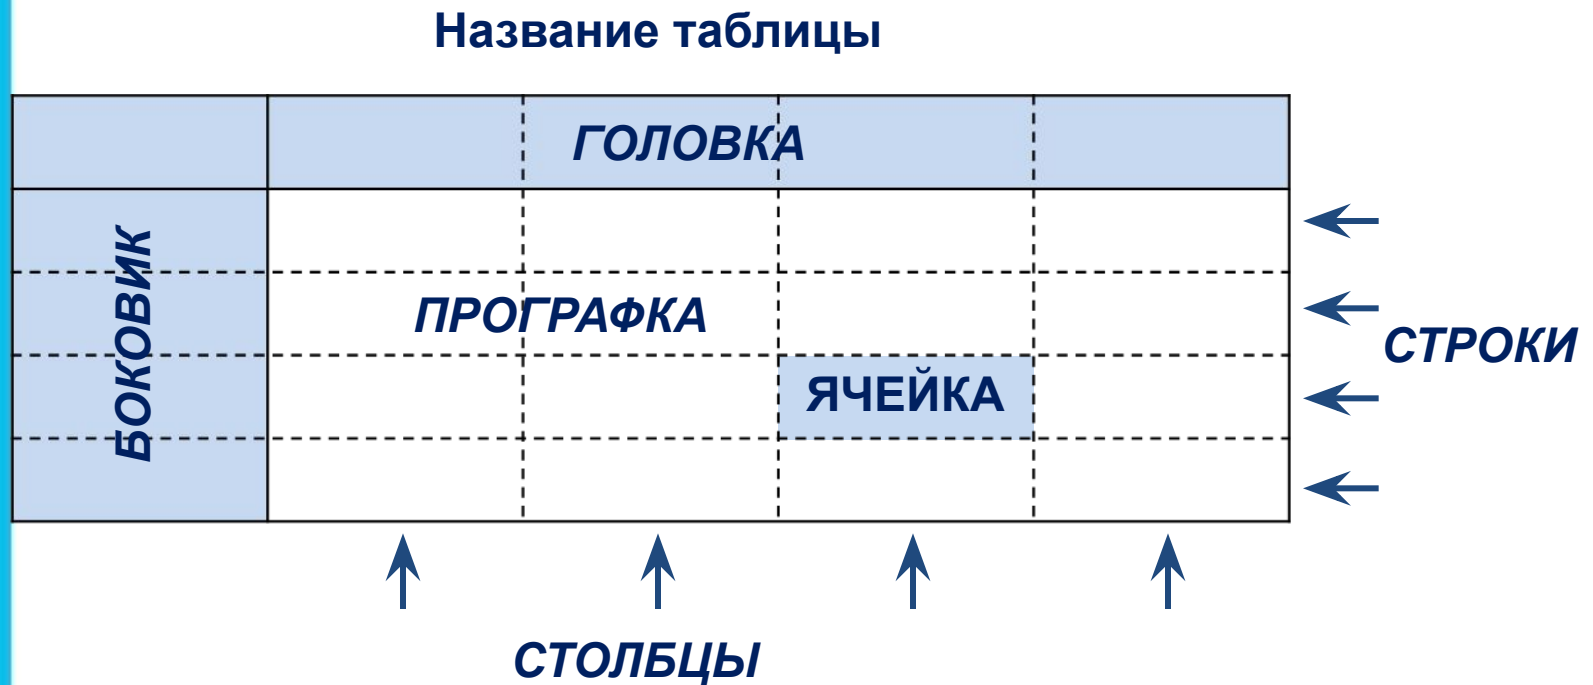 Название таблицы
ГОЛОВКА
БОКОВИК
ПРОГРАФКА
ЯЧЕЙКА
СТРОКИ
СТОЛБЦЫ